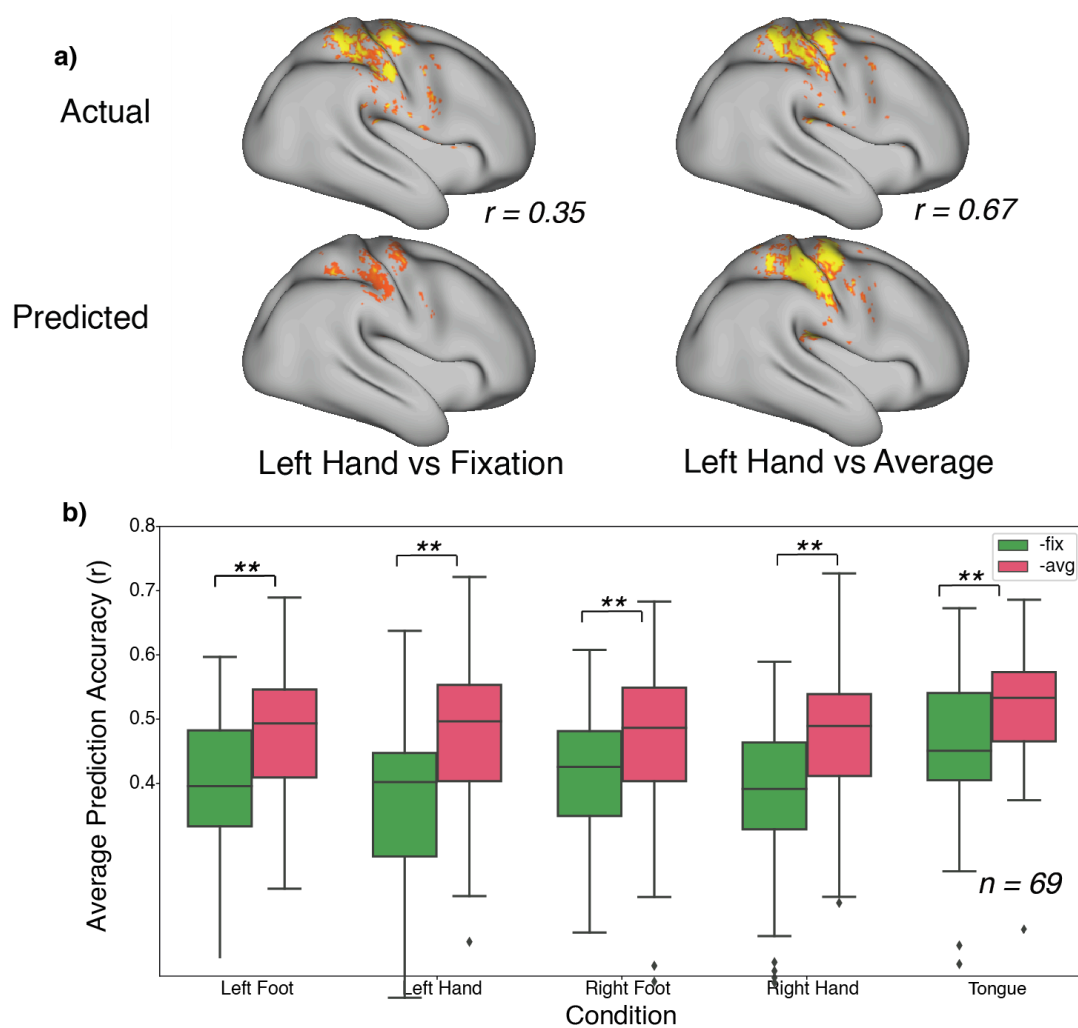 a)
Actual
r = 0.35
r = 0.67
Predicted
Left Hand vs Fixation
Left Hand vs Average
b)
Average Prediction Accuracy (r)
0.8
0.7
0.6
0.5
0.4
**
**
**
**
**
-fix
-avg
n = 69
Left Foot
Left Hand
Right Foot
Right Hand
Tongue
Condition